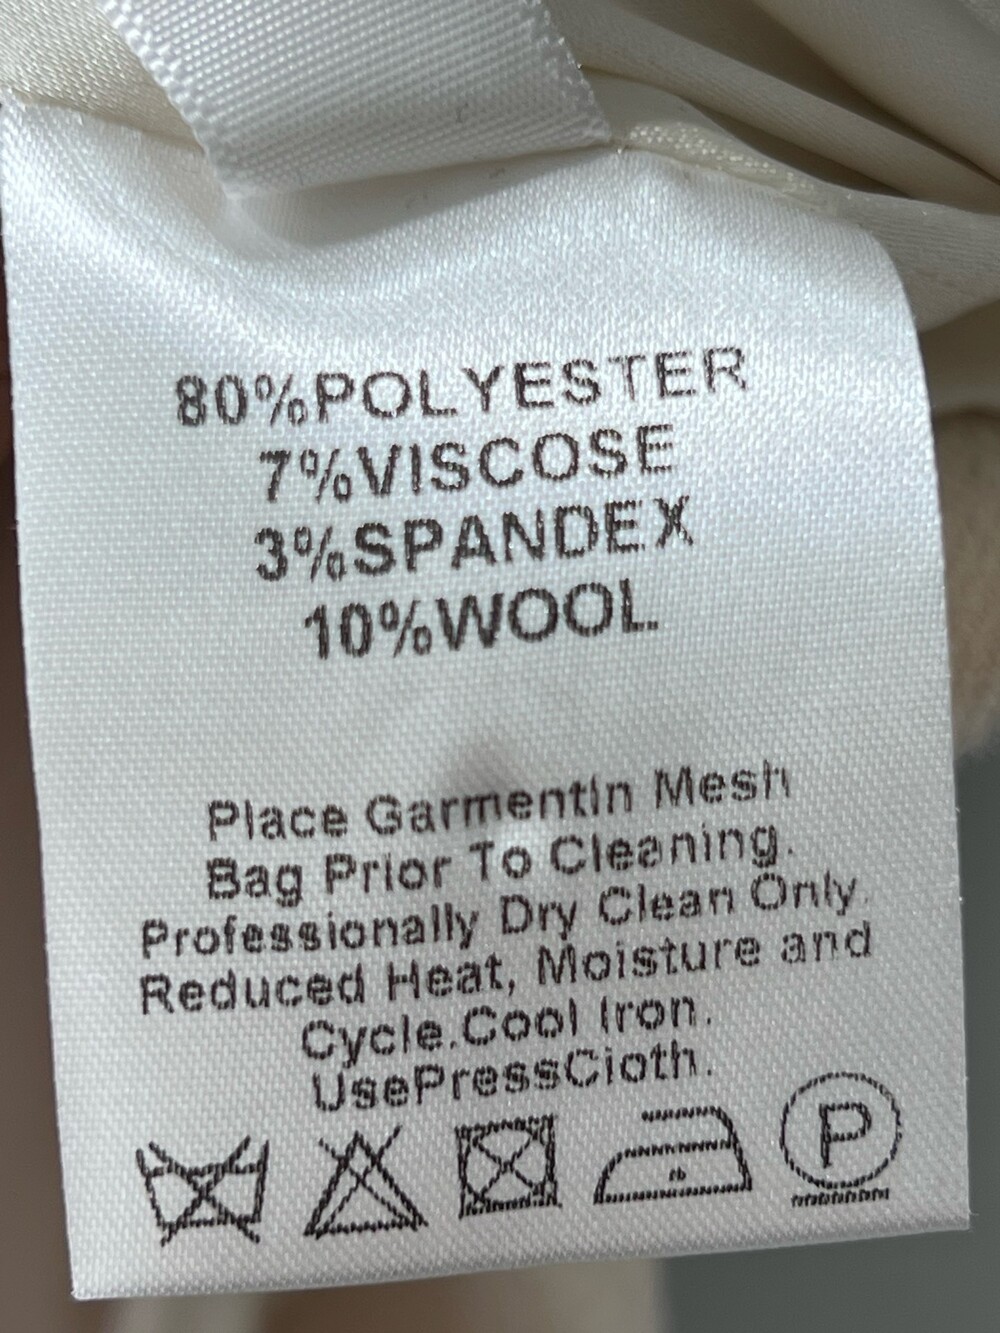 80%POLYESTER
7%VISCOSE
3%SPANDEX
10%WOOL
Place GarmentIn Mesh
Bag Prior To Cleaning.
Professionally Dry Clean Only.
Reduced Heat, Moisture and
Cycle.Cool Iron.
UsePressCloth.
P